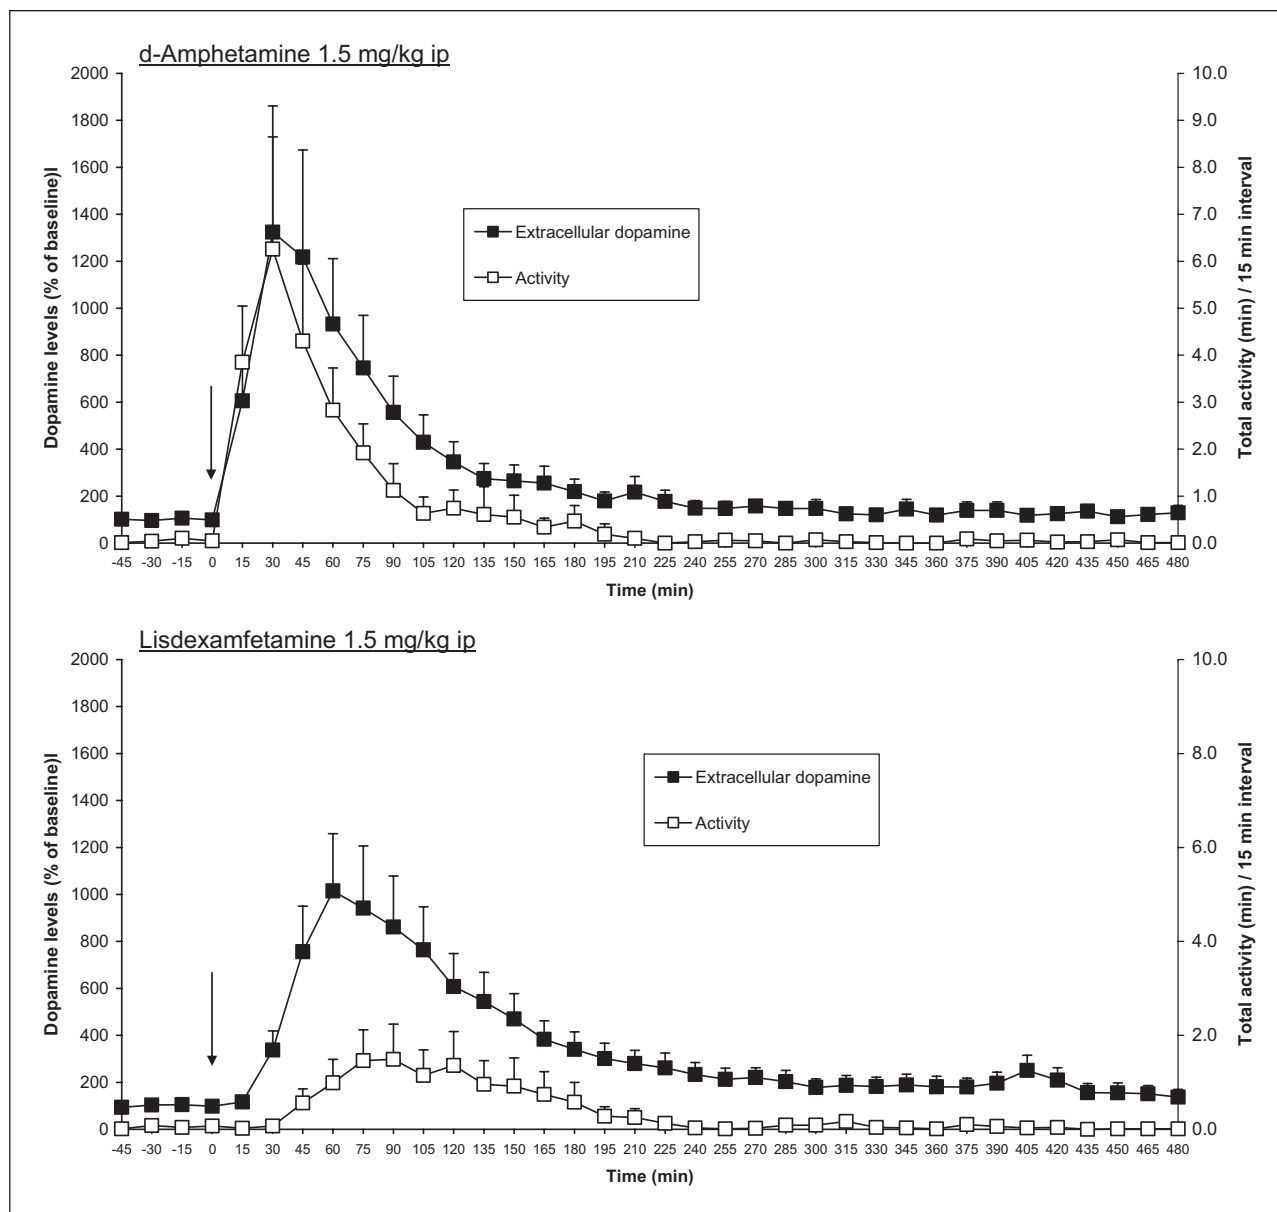 d-Amphetamine 1.5 mg/kg ip
2000
1800
1600
1400
1200
1000
800
600
400
200
0
Dopamine levels (% of baseline)l
10.0
9.0
8.0
7.0
6.0
5.0
4.0
3.0
2.0
1.0
0.0
Total activity (min) / 15 min interval
Extracellular dopamine
Activity
-45 -30 -15 0 15 30 45 60 75 90 105 120 135 150 165 180 195 210 225 240 255 270 285 300 315 330 345 360 375 390 405 420 435 450 465 480
Time (min)
Lisdexamfetamine 1.5 mg/kg ip
2000
1800
1600
1400
1200
1000
800
600
400
200
0
Dopamine levels (% of baseline)l
10.0
8.0
6.0
4.0
2.0
0.0
Total activity (min) / 15 min interval
Extracellular dopamine
Activity
-45 -30 -15 0 15 30 45 60 75 90 105 120 135 150 165 180 195 210 225 240 255 270 285 300 315 330 345 360 375 390 405 420 435 450 465 480
Time (min)